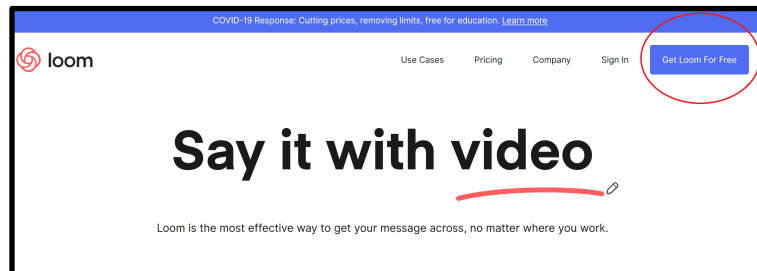 COVID-19 Response: Cutting prices, removing limits, free for education. Learn more
loom
Use Cases
Pricing
Company
Sign In
Get Loom For Free
Say it with video
Loom is the most effective way to get your message across, no matter where you work.